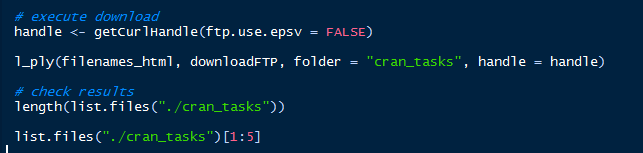 # execute download
handle <- getCurlHandle(ftp.use.epsv = FALSE)
l_ply(filenames_html, downloadFTP, folder = "cran_tasks", handle = handle)
# check results
length(list.files("./cran_tasks"))
list.files("./cran_tasks")[1:5]